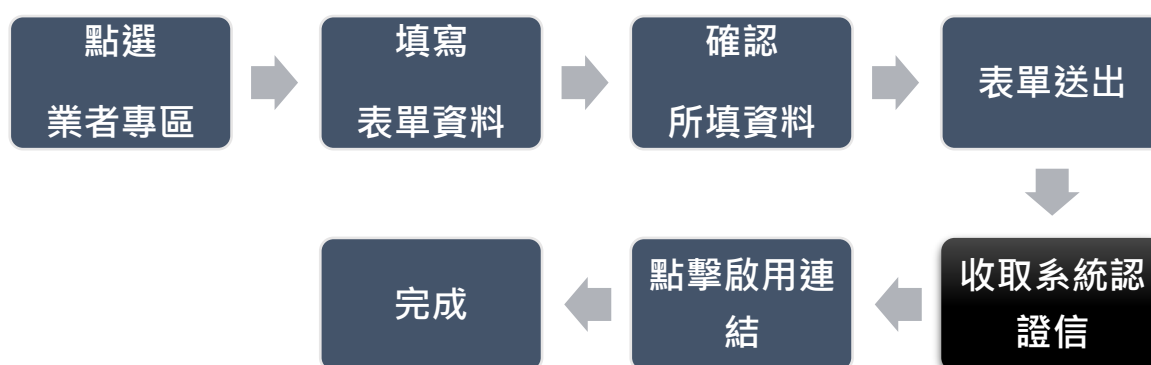 點選
業者專區
填寫
表單資料
確認
所填資料
表單送出
收取系統認
證信
點擊啟用連
結
完成